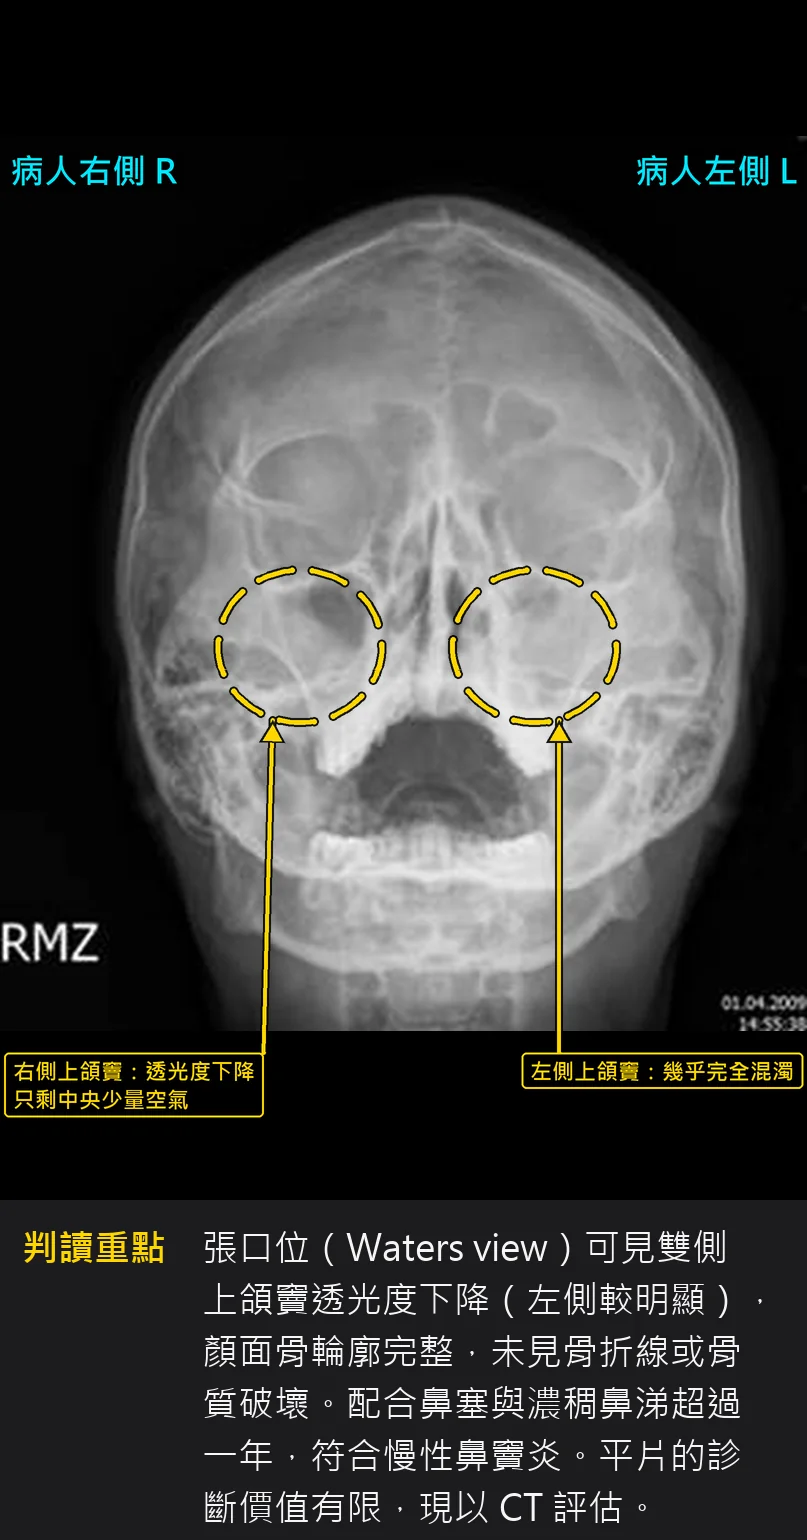 病人右側 R
病人左側 L
RMZ
01.04.2009
14:55:38
右側上頜竇：透光度下降
只剩中央少量空氣
左側上頜竇：幾乎完全混濁
判讀重點
張口位（Waters view）可見雙側
上頜竇透光度下降（左側較明顯），
顏面骨輪廓完整，未見骨折線或骨
質破壞。配合鼻塞與濃稠鼻涕超過
一年，符合慢性鼻竇炎。平片的診
斷價值有限，現以 CT 評估。